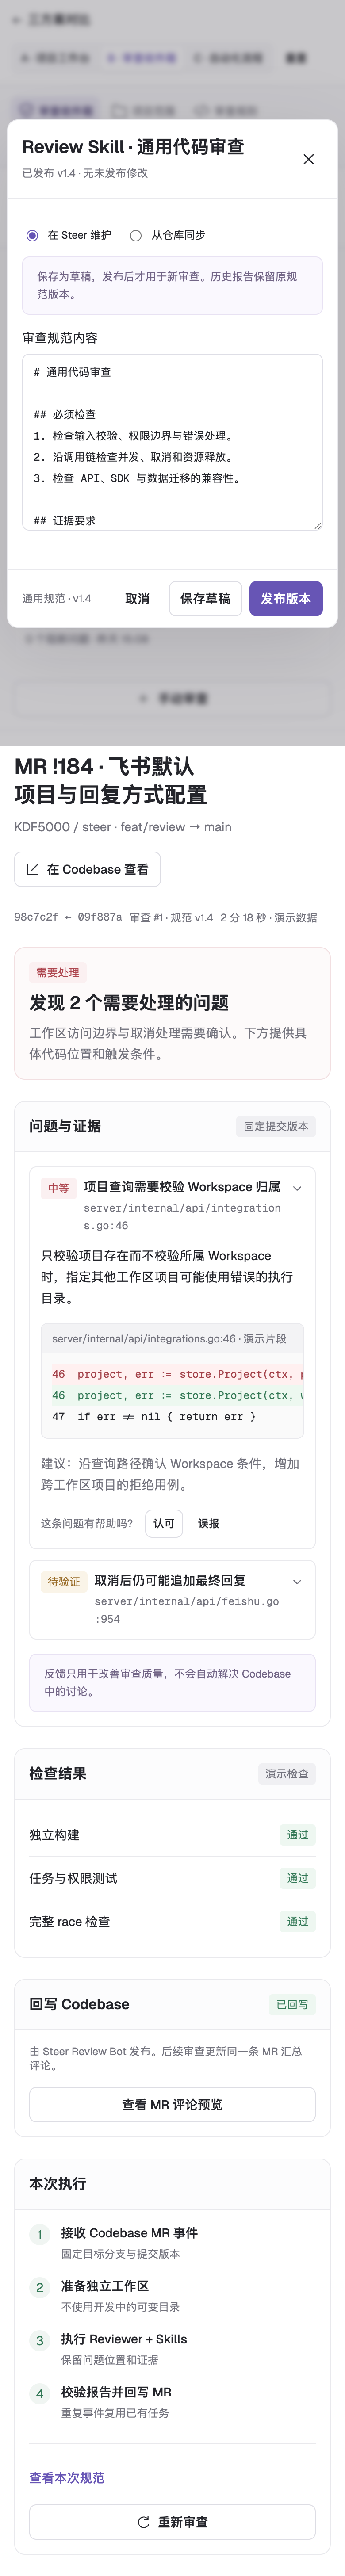 ← 三方案对比
重置
Review Skill · 通用代码审查
已发布 v1.4 · 无未发布修改
在 Steer 维护
从仓库同步
保存为草稿，发布后才用于新审查。历史报告保留原规
范版本。
审查规范内容
# 通用代码审查
## 必须检查
1. 检查输入校验、权限边界与错误处理。
2. 沿调用链检查并发、取消和资源释放。
3. 检查 API、SDK 与数据迁移的兼容性。
## 证据要求
通用规范 · v1.4
取消
保存草稿
发布版本
手动审查
MR !184 · 飞书默认
项目与回复方式配置
KDF5000 / steer · feat/review → main
在 Codebase 查看
98c7c2f ← 09f887a 审查 #1 · 规范 v1.4 2 分 18 秒 · 演示数据
需要处理
发现 2 个需要处理的问题
工作区访问边界与取消处理需要确认。下方提供具
体代码位置和触发条件。
问题与证据
固定提交版本
中等
项目查询需要校验 Workspace 归属
server/internal/api/integration
s.go:46
只校验项目存在而不校验所属 Workspace
时，指定其他工作区项目可能使用错误的执行
目录。
server/internal/api/integrations.go:46 · 演示片段
46 project, err := store.Project(ctx, p
46 project, err := store.Project(ctx, w
47 if err ≠ nil { return err }
建议：沿查询路径确认 Workspace 条件，增加
跨工作区项目的拒绝用例。
这条问题有帮助吗？
认可
误报
待验证
取消后仍可能追加最终回复
server/internal/api/feishu.go
:954
反馈只用于改善审查质量，不会自动解决 Codebase
中的讨论。
检查结果
演示检查
独立构建
通过
任务与权限测试
通过
完整 race 检查
通过
回写 Codebase
已回写
由 Steer Review Bot 发布。后续审查更新同一条 MR 汇总
评论。
查看 MR 评论预览
本次执行
1 接收 Codebase MR 事件
固定目标分支与提交版本
2 准备独立工作区
不使用开发中的可变目录
3 执行 Reviewer + Skills
保留问题位置和证据
4 校验报告并回写 MR
重复事件复用已有任务
查看本次规范
重新审查